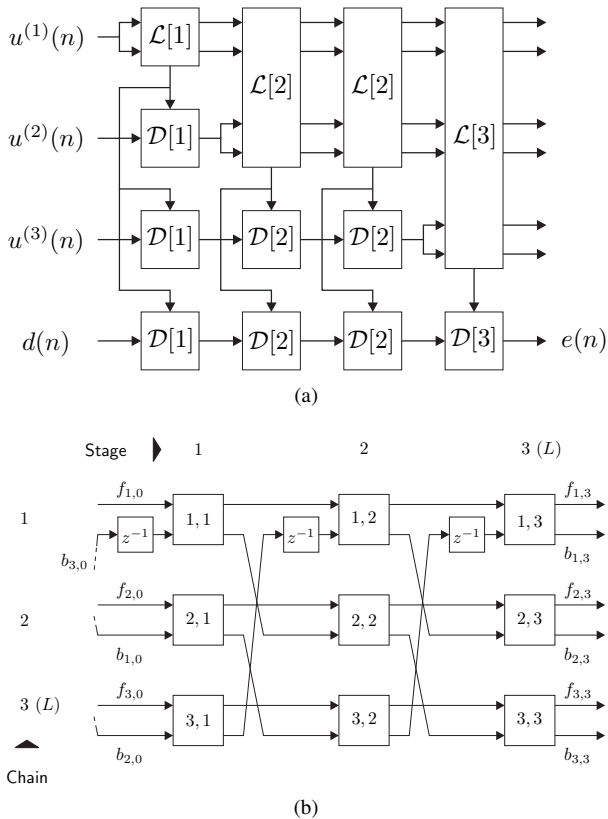 u^{(1)}(n) 𝓛[1] 𝓛[2] 𝓛[2] 𝓛[3]
u^{(2)}(n) 𝓓[1]
u^{(3)}(n) 𝓓[1] 𝓓[2] 𝓓[2]
d(n) 𝓓[1] 𝓓[2] 𝓓[2] 𝓓[3] e(n)
(a)
Stage 1 2 3 (L)
f_{1,0} f_{1,3}
1 1, 1 1, 2 1, 3
z^{-1} z^{-1} z^{-1}
b_{3,0} b_{1,3}
f_{2,0} f_{2,3}
2 2, 1 2, 2 2, 3
b_{1,0} b_{2,3}
f_{3,0} f_{3,3}
3 (L) 3, 1 3, 2 3, 3
b_{2,0} b_{3,3}
Chain
(b)